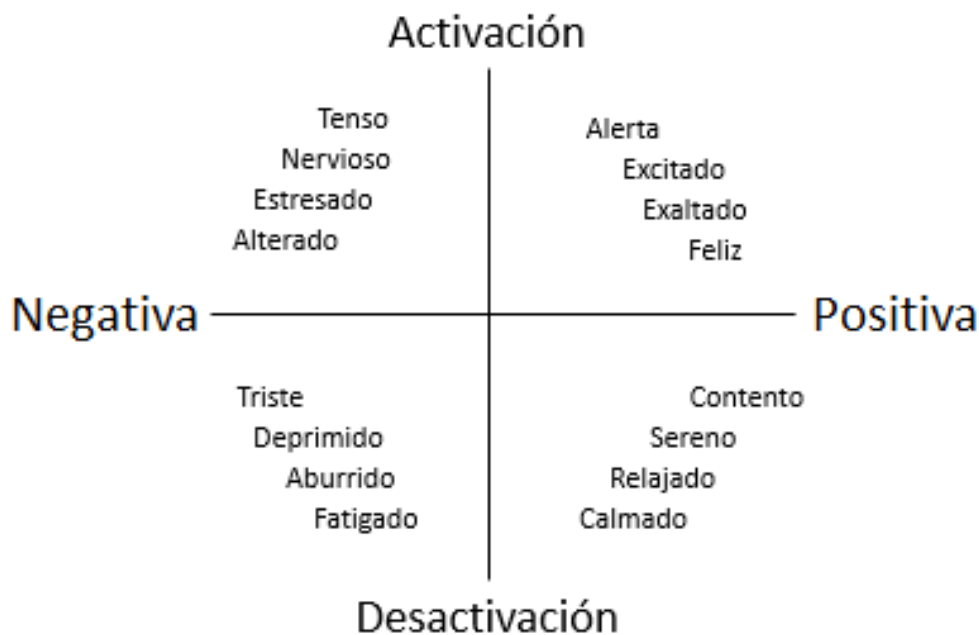 Activación
Tenso
Nervioso
Estresado
Alterado
Alerta
Excitado
Exaltado
Feliz
Negativa
Positiva
Triste
Deprimido
Aburrido
Fatigado
Contento
Sereno
Relajado
Calmado
Desactivación